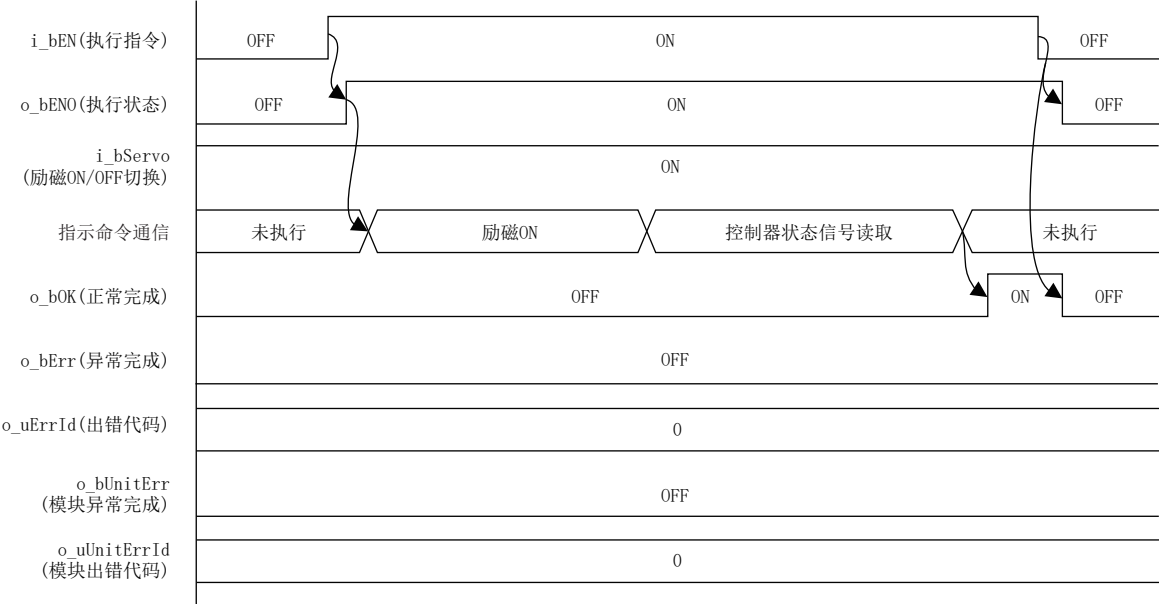 i_bEN(执行指令) OFF ON OFF
o_bENO(执行状态) OFF ON OFF
i_bServo
(励磁ON/OFF切换) ON
指示命令通信 未执行 励磁ON 控制器状态信号读取 未执行
o_bOK(正常完成) OFF ON OFF
o_bErr(异常完成) OFF
o_uErrId(出错代码) 0
o_bUnitErr
(模块异常完成) OFF
o_uUnitErrId
(模块出错代码) 0